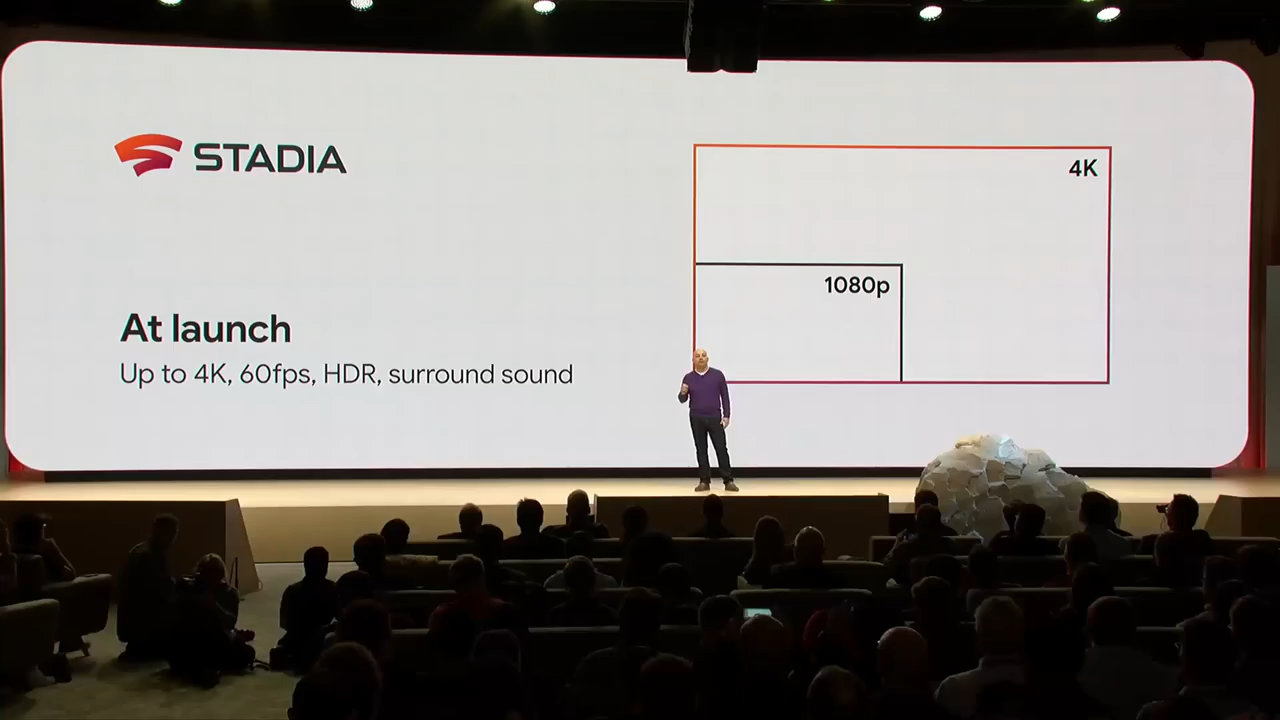 STADIA
At launch
Up to 4K, 60fps, HDR, surround sound
4K
1080p